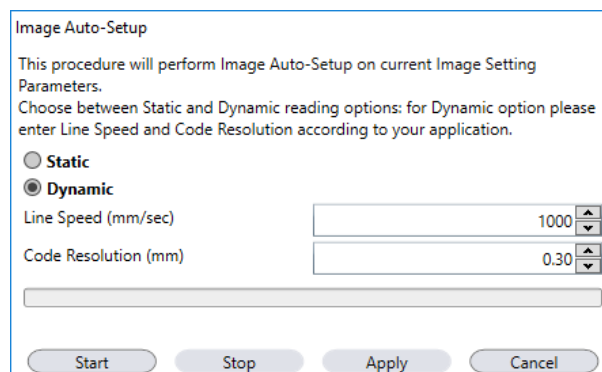 Image Auto-Setup
This procedure will perform Image Auto-Setup on current Image Setting
Parameters.
Choose between Static and Dynamic reading options: for Dynamic option please
enter Line Speed and Code Resolution according to your application.
Static
Dynamic
Line Speed (mm/sec) 1000
Code Resolution (mm) 0.30
Start Stop Apply Cancel